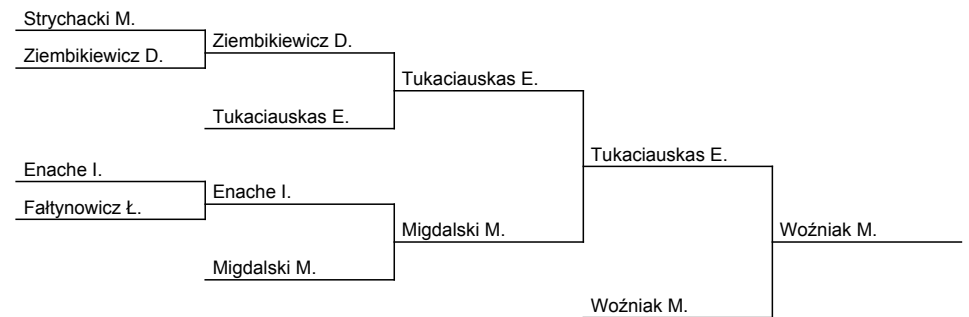 Strychacki M.
Ziembikiewicz D.
Ziembikiewicz D.
Tukaciauskas E.
Tukaciauskas E.
Tukaciauskas E.
Enache I.
Enache I.
Fałtynowicz Ł.
Migdalski M.
Woźniak M.
Migdalski M.
Woźniak M.